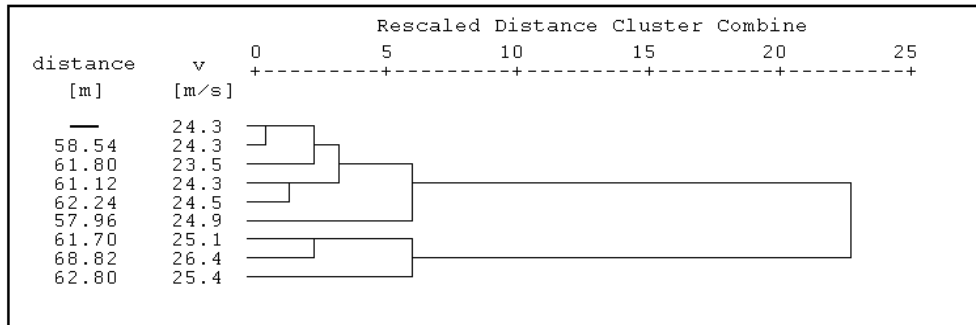 Rescaled Distance Cluster Combine
0 5 10 15 20 25
distance v
+---------+---------+---------+---------+---------+
[m] [m/s]
— 24.3
58.54 24.3
61.80 23.5
61.12 24.3
62.24 24.5
57.96 24.9
61.70 25.1
68.82 26.4
62.80 25.4